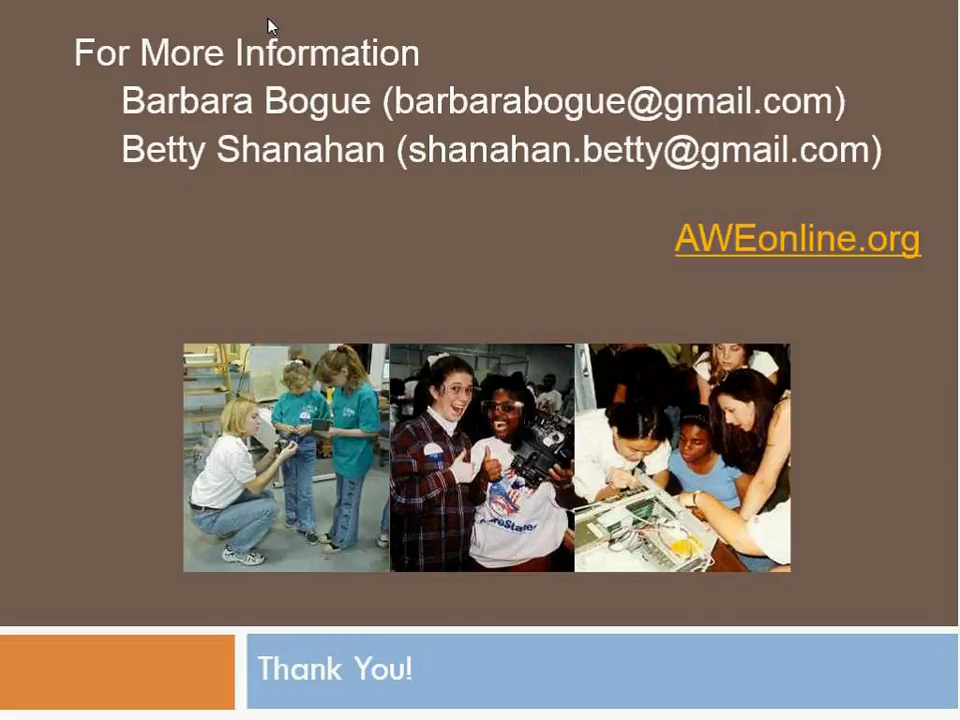 For More Information
Barbara Bogue (barbarabogue@gmail.com)
Betty Shanahan (shanahan.betty@gmail.com)
AWEonline.org
Thank You!